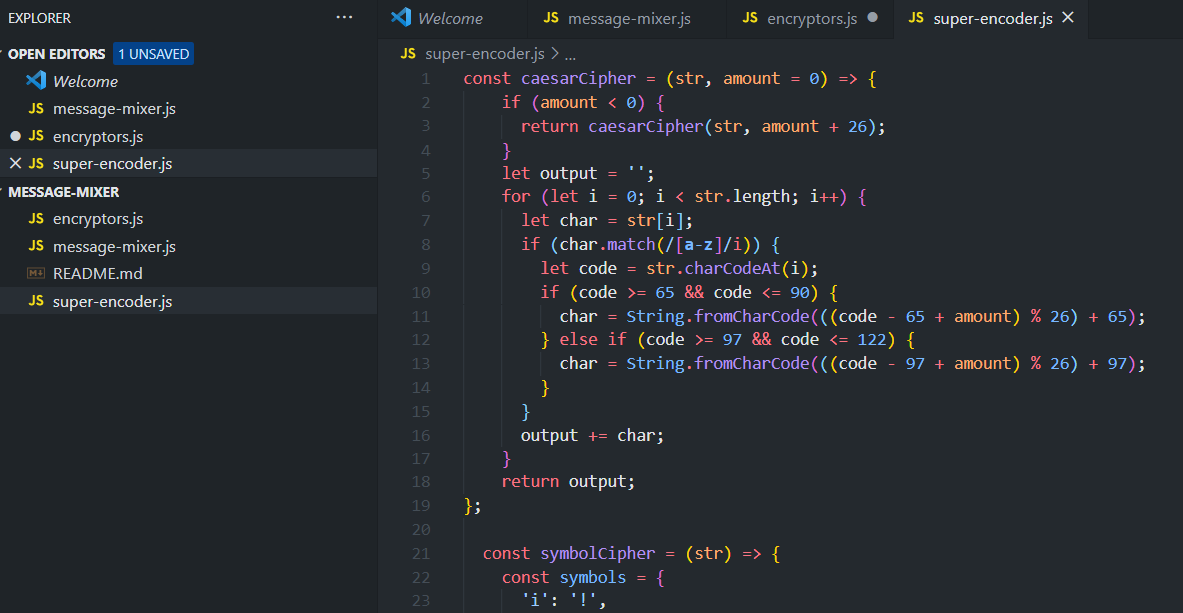 EXPLORER
...
OPEN EDITORS 1 UNSAVED
Welcome
JS message-mixer.js
JS encryptors.js
JS super-encoder.js
MESSAGE-MIXER
JS encryptors.js
JS message-mixer.js
README.md
JS super-encoder.js
Welcome JS message-mixer.js JS encryptors.js JS super-encoder.js
JS super-encoder.js > ...
1 const caesarCipher = (str, amount = 0) => {
2 if (amount < 0) {
3 return caesarCipher(str, amount + 26);
4 }
5 let output = '';
6 for (let i = 0; i < str.length; i++) {
7 let char = str[i];
8 if (char.match(/[a-z]/i)) {
9 let code = str.charCodeAt(i);
10 if (code >= 65 && code <= 90) {
11 char = String.fromCharCode(((code - 65 + amount) % 26) + 65);
12 } else if (code >= 97 && code <= 122) {
13 char = String.fromCharCode(((code - 97 + amount) % 26) + 97);
14 }
15 }
16 output += char;
17 }
18 return output;
19 };
20
21 const symbolCipher = (str) => {
22 const symbols = {
23 'i': '!',